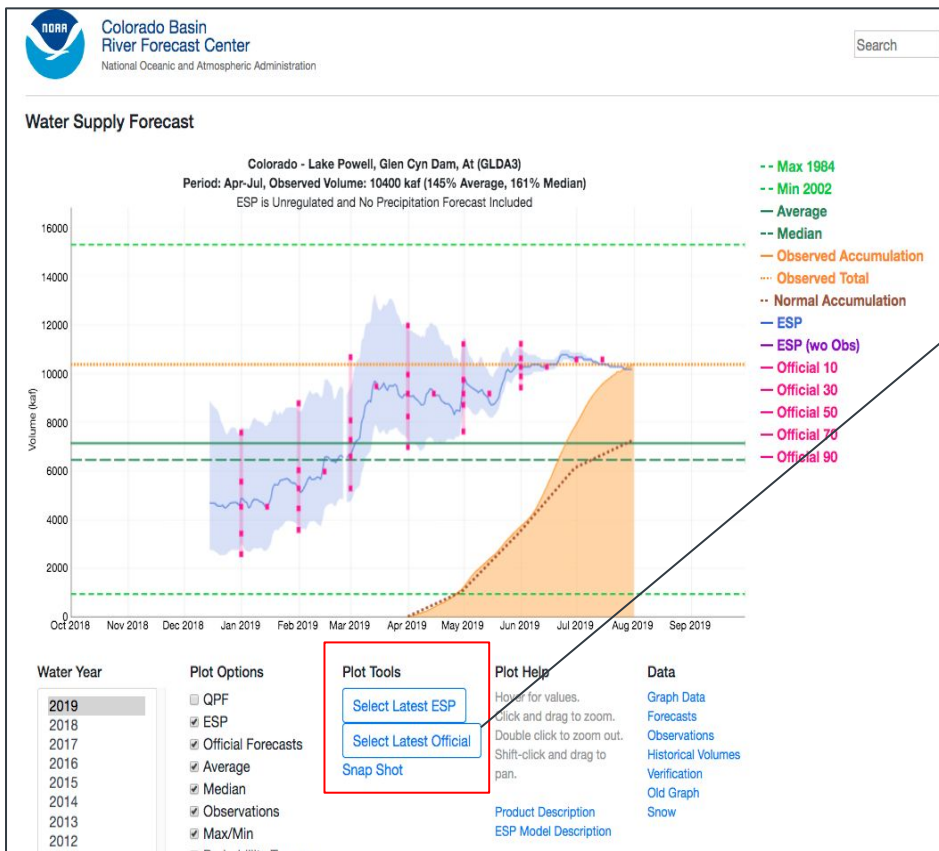 NOAA
Colorado Basin
River Forecast Center
National Oceanic and Atmospheric Administration
Search
Water Supply Forecast
Colorado - Lake Powell, Glen Cyn Dam, At (GLDA3)
Period: Apr-Jul, Observed Volume: 10400 kaf (145% Average, 161% Median)
ESP is Unregulated and No Precipitation Forecast Included
Volume (kaf)
16000
14000
12000
10000
8000
6000
4000
2000
0
Oct 2018 Nov 2018 Dec 2018 Jan 2019 Feb 2019 Mar 2019 Apr 2019 May 2019 Jun 2019 Jul 2019 Aug 2019 Sep 2019
Max 1984
Min 2002
Average
Median
Observed Accumulation
Observed Total
Normal Accumulation
ESP
ESP (wo Obs)
Official 10
Official 30
Official 50
Official 70
Official 90
Water Year
2019
2018
2017
2016
2015
2014
2013
2012
Plot Options
QPF
ESP
Official Forecasts
Average
Median
Observations
Max/Min
Plot Tools
Select Latest ESP
Select Latest Official
Snap Shot
Plot Help
Hover for values.
Click and drag to zoom.
Double click to zoom out.
Shift-click and drag to
pan.
Product Description
ESP Model Description
Data
Graph Data
Forecasts
Observations
Historical Volumes
Verification
Old Graph
Snow